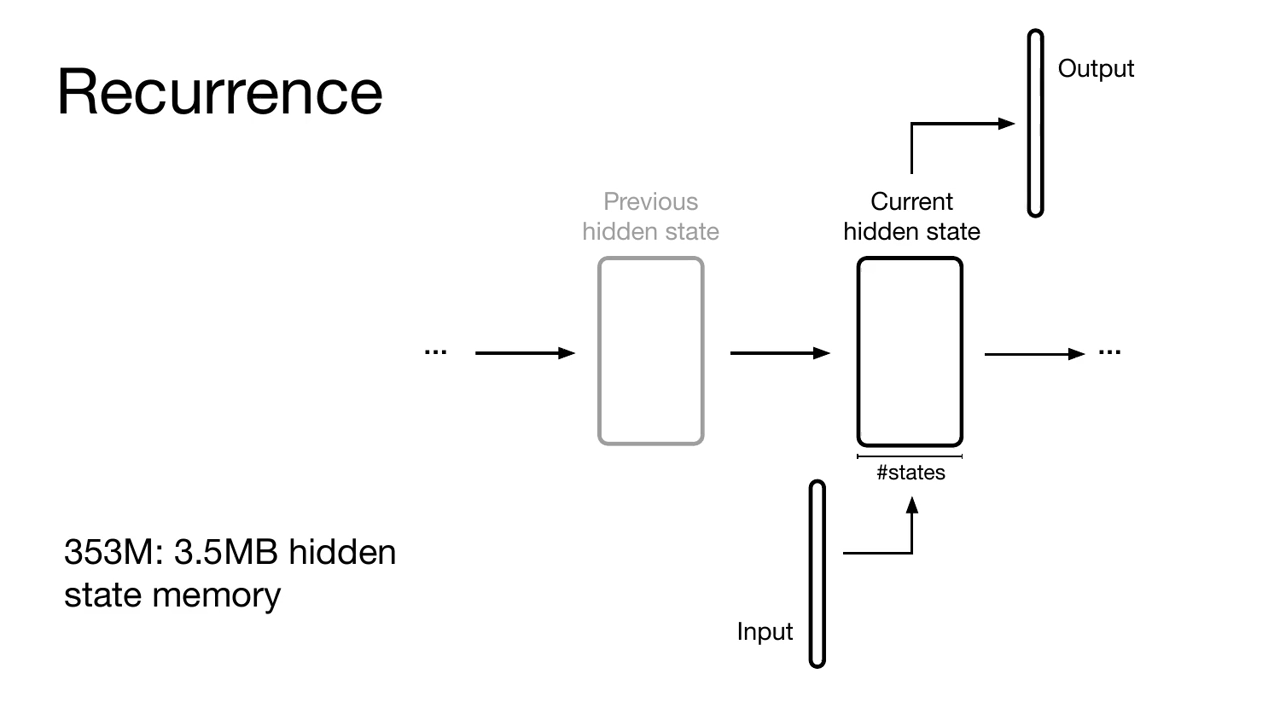 Recurrence
Output
Previous
hidden state
Current
hidden state
...
...
#states
353M: 3.5MB hidden
state memory
Input